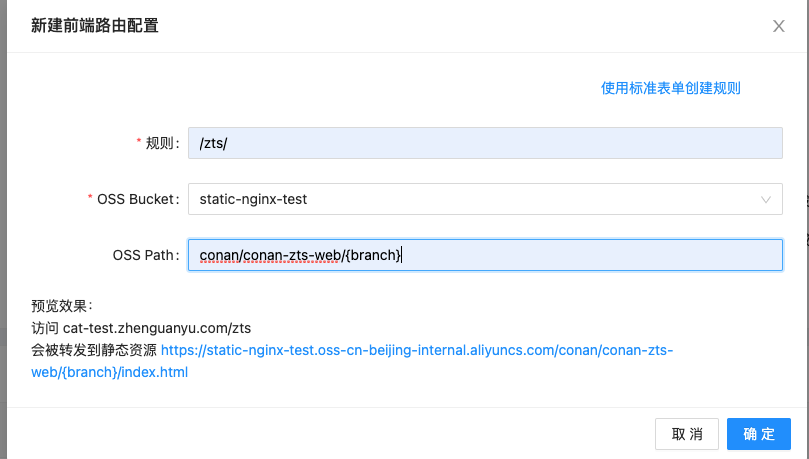 新建前端路由配置
使用标准表单创建规则
* 规则: /zts/
* OSS Bucket: static-nginx-test
OSS Path: conan/conan-zts-web/{branch}
预览效果:
访问 cat-test.zhenguanyu.com/zts
会被转发到静态资源 https://static-nginx-test.oss-cn-beijing-internal.aliyuncs.com/conan/conan-zts-
web/{branch}/index.html
取 消 确 定